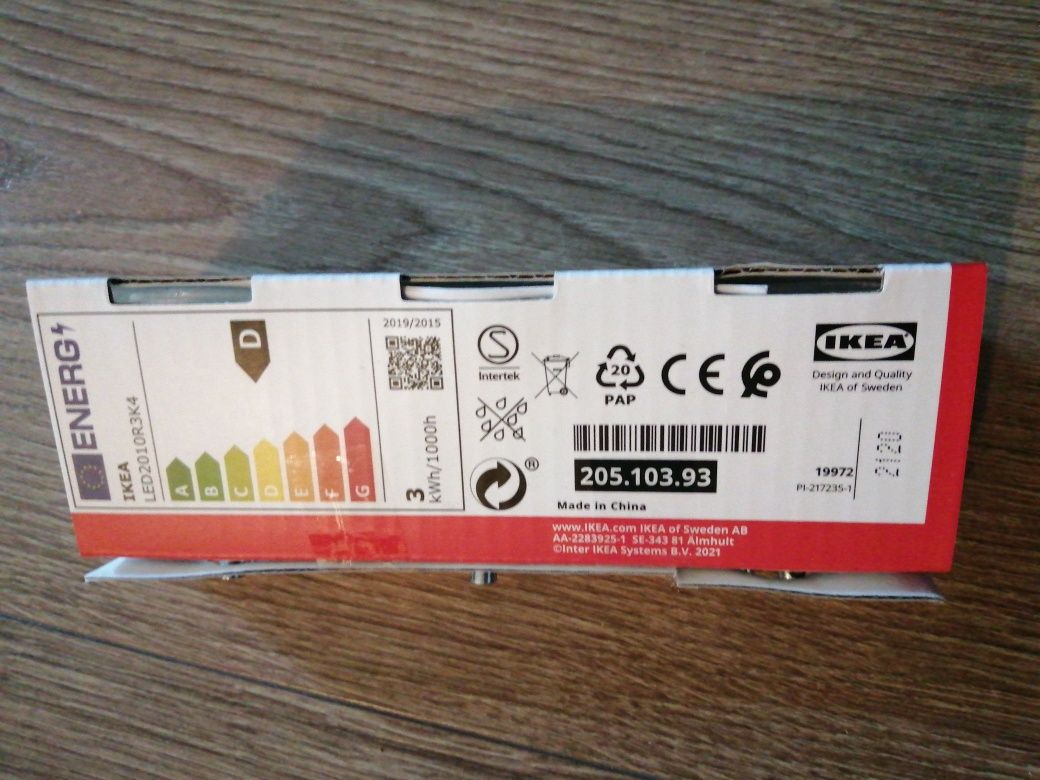 ENERG
IKEA
LED2010R3K4
A
B
C
D
E
F
G
D
3
kWh/1000h
2019/2015
S
Intertek
20
PAP
CE
205.103.93
Made in China
IKEA
®
Design and Quality
IKEA of Sweden
19972
PI-217235-1
2120
www.IKEA.com IKEA of Sweden AB
AA-2283925-1 SE-343 81 Älmhult
©Inter IKEA Systems B.V. 2021